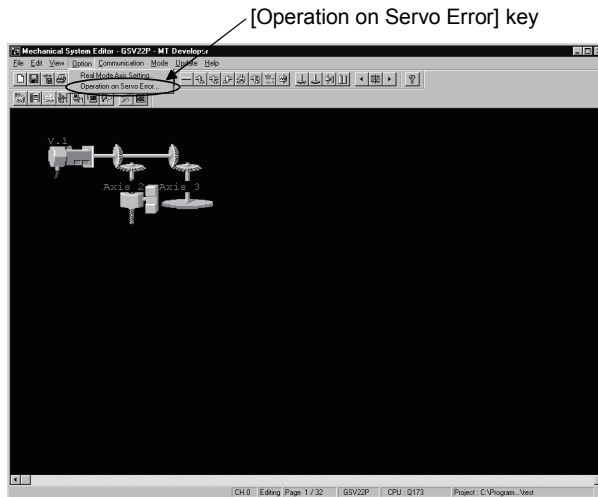 [Operation on Servo Error] key
Mechanical System Editor - GSV22P - MT Developer
File Edit View Option Communication Mode Update Help
Real Mode Axis Setting...
Operation on Servo Error...
V.1
Axis 2 Axis 3
CH.0 Editing Page 1 / 32 GSV22P CPU : Q173 Project : C:\Program...\test